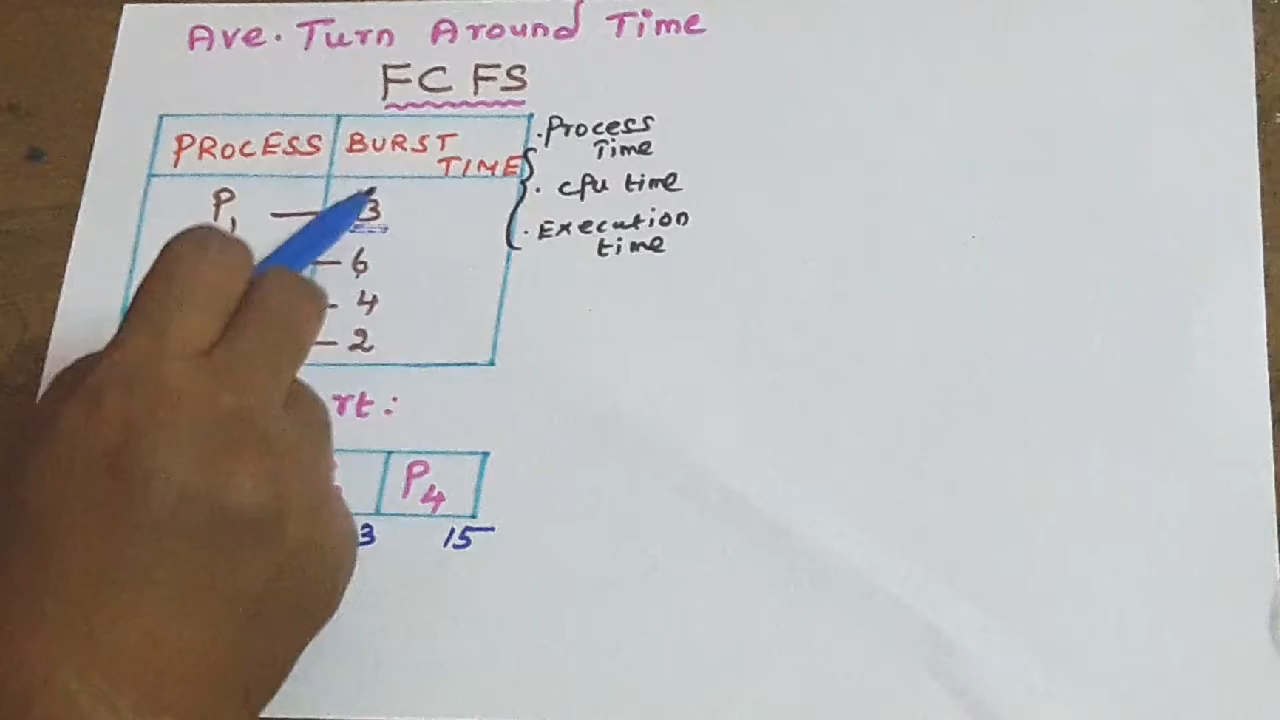 Ave. Turn Around Time
FCFS
PROCESS BURST TIME
. Process Time
. cpu time
. Execution time
P1 — 3
— 6
- 4
— 2
rt:
P4
3 15